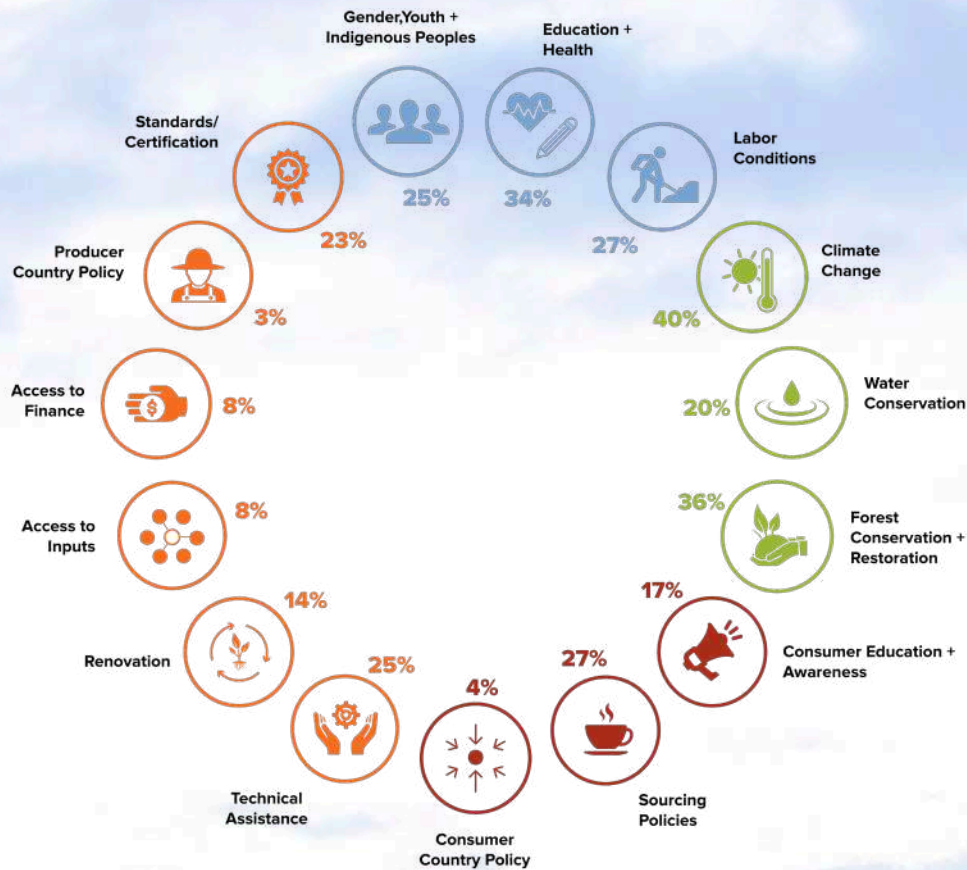 Gender,Youth +
Indigenous Peoples
25%
Education +
Health
34%
Labor
Conditions
27%
Climate
Change
40%
Water
Conservation
20%
Forest
Conservation +
Restoration
36%
Consumer Education +
Awareness
17%
Sourcing
Policies
27%
Consumer
Country Policy
4%
Technical
Assistance
25%
Renovation
14%
Access to
Inputs
8%
Access to
Finance
8%
Producer
Country Policy
3%
Standards/
Certification
23%
$